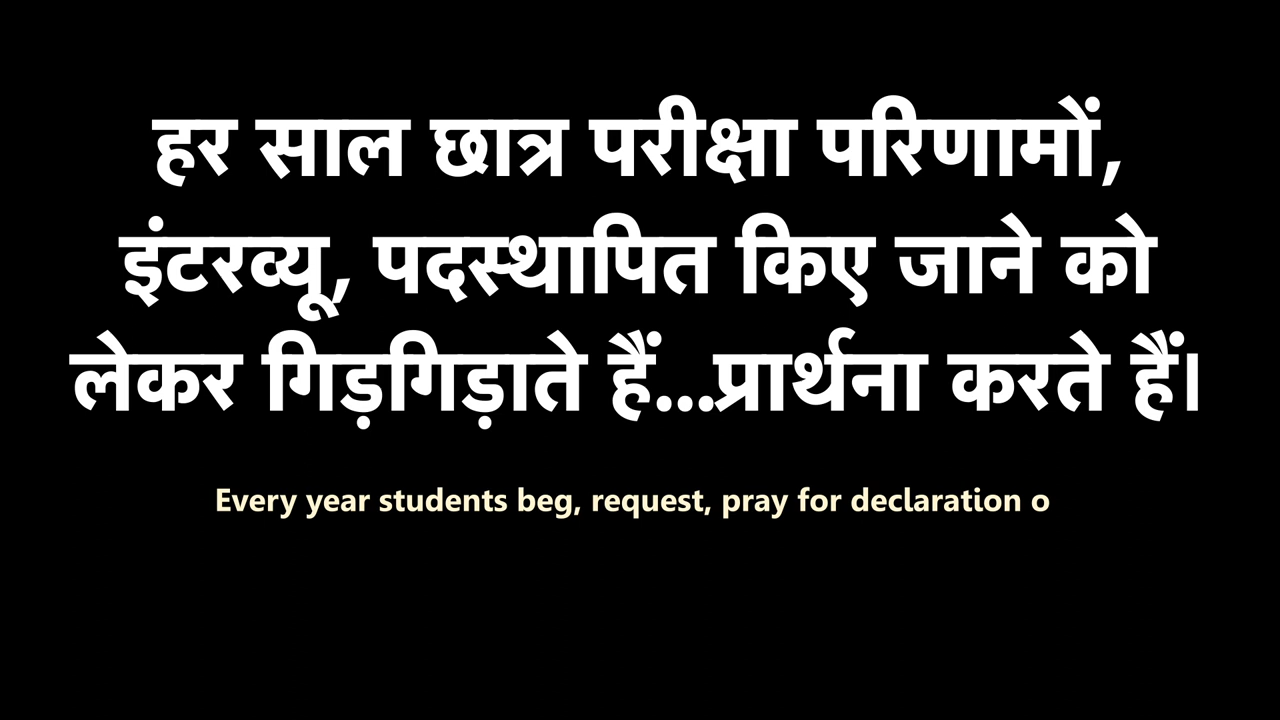 हर साल छात्र परीक्षा परिणामों,
इंटरव्यू, पदस्थापित किए जाने को
लेकर गिड़गिड़ाते हैं...प्रार्थना करते हैं।
Every year students beg, request, pray for declaration o